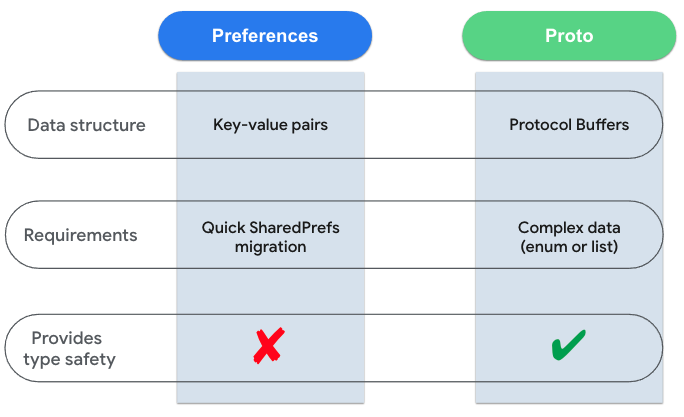 Preferences
Proto
Data structure
Key-value pairs
Protocol Buffers
Requirements
Quick SharedPrefs
migration
Complex data
(enum or list)
Provides
type safety